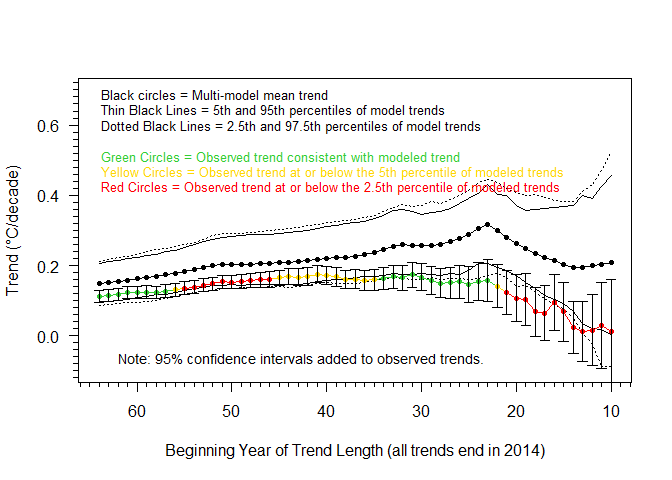 Black circles = Multi-model mean trend
Thin Black Lines = 5th and 95th percentiles of model trends
Dotted Black Lines = 2.5th and 97.5th percentiles of model trends
Green Circles = Observed trend consistent with modeled trend
Yellow Circles = Observed trend at or below the 5th percentile of modeled trends
Red Circles = Observed trend at or below the 2.5th percentile of modeled trends
Trend (°C/decade)
0.6
0.4
0.2
0.0
Note: 95% confidence intervals added to observed trends.
60 50 40 30 20 10
Beginning Year of Trend Length (all trends end in 2014)